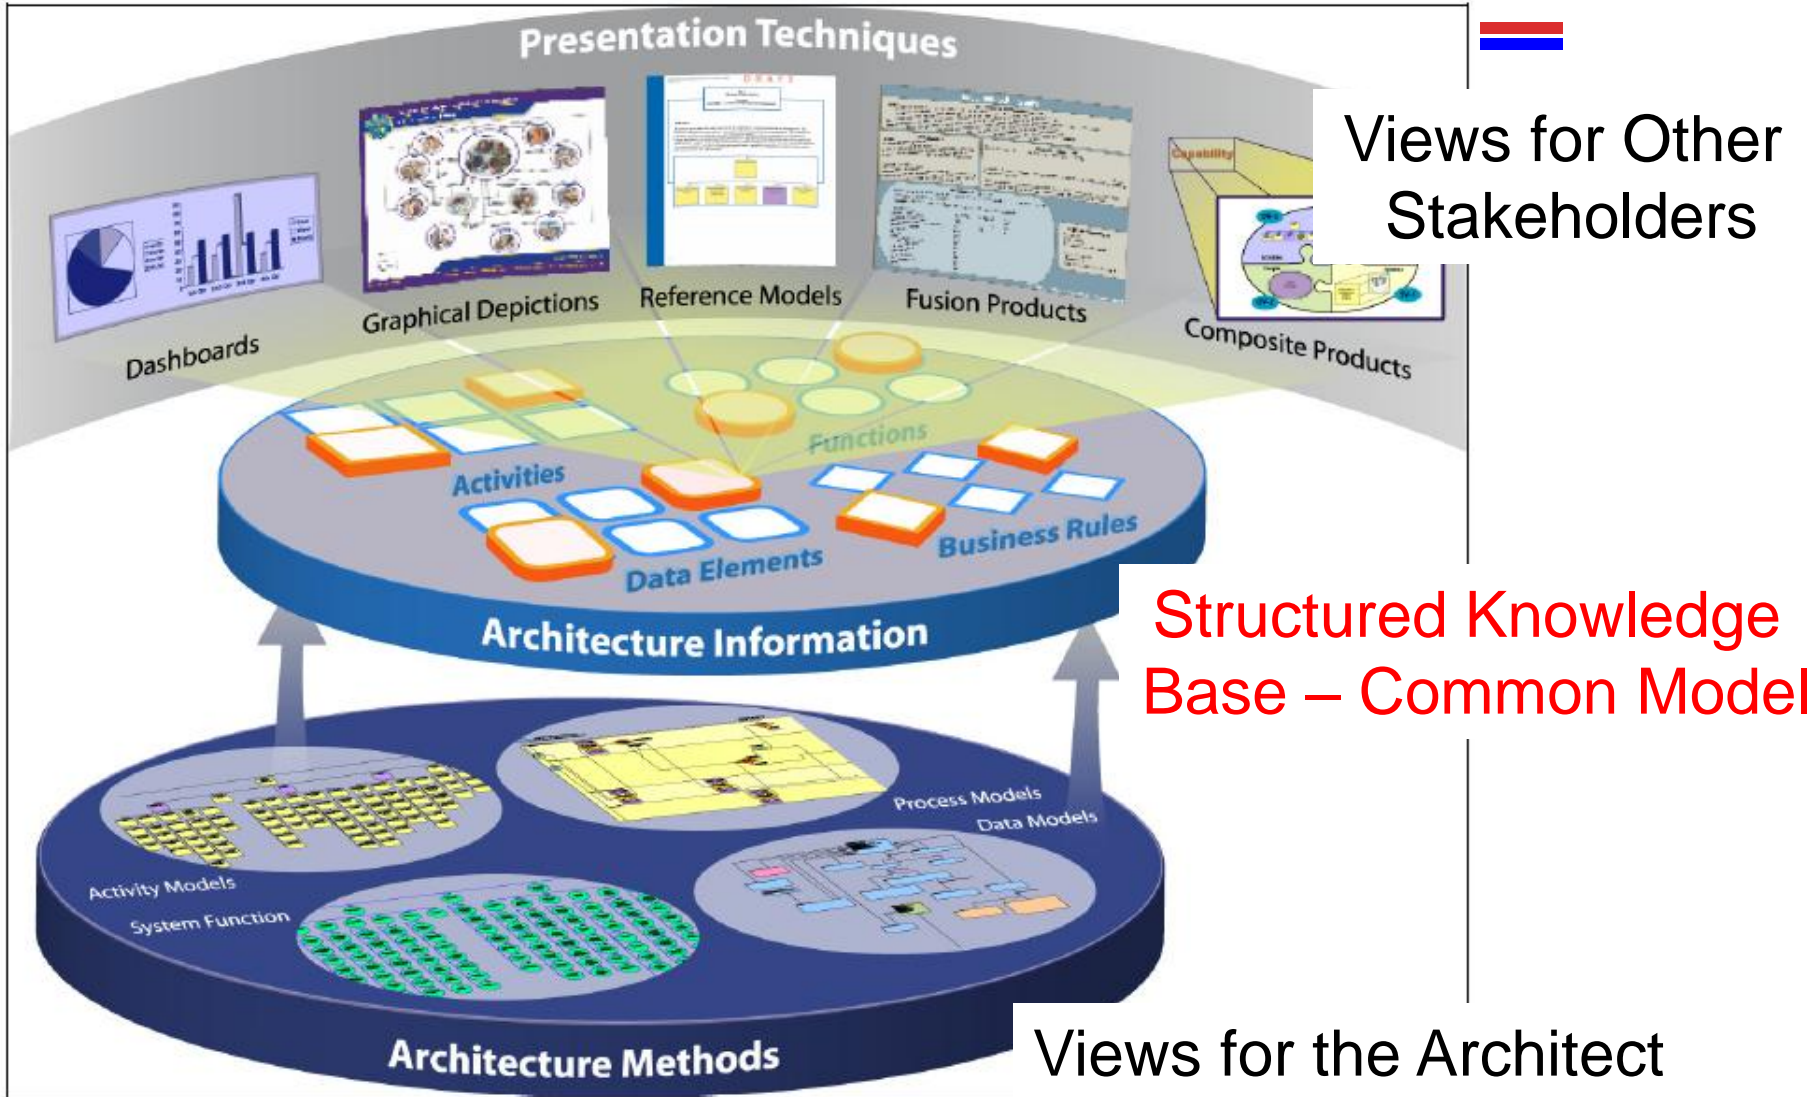 Presentation Techniques
DRAFT
Capability
Views for Other
Stakeholders
Dashboards
Graphical Depictions
Reference Models
Fusion Products
Composite Products
Activities
Functions
Data Elements
Business Rules
Architecture Information
Structured Knowledge
Base – Common Model
Process Models
Data Models
Activity Models
System Function
Architecture Methods
Views for the Architect